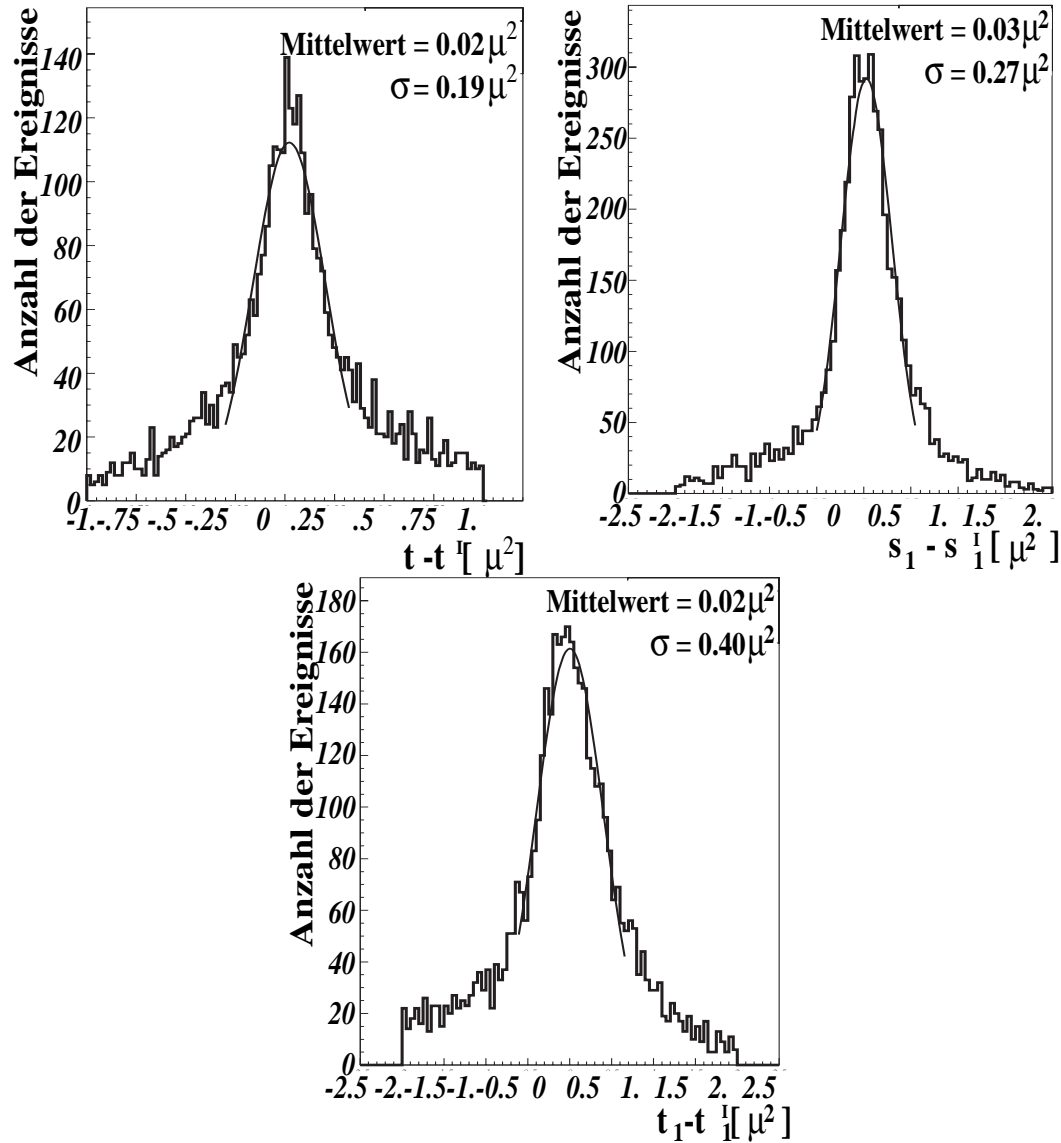 Anzahl der Ereignisse
Mittelwert = 0.02μ²
σ = 0.19μ²
140
120
100
80
60
40
20
0
-1.-.75 -.5 -.25 0 .25 .5 .75 1.
t - tᴵ [ μ²]
Anzahl der Ereignisse
Mittelwert = 0.03μ²
σ = 0.27μ²
300
250
200
150
100
50
0
-2.5 -2.-1.5 -1.-0.5 0 0.5 1. 1.5 2.
s₁ - s₁ᴵ [ μ² ]
Anzahl der Ereignisse
Mittelwert = 0.02μ²
σ = 0.40μ²
180
160
140
120
100
80
60
40
20
0
-2.5 -2.-1.5 -1.-0.5 0 0.5 1. 1.5 2. 2.5
t₁-t₁ᴵ [ μ²]